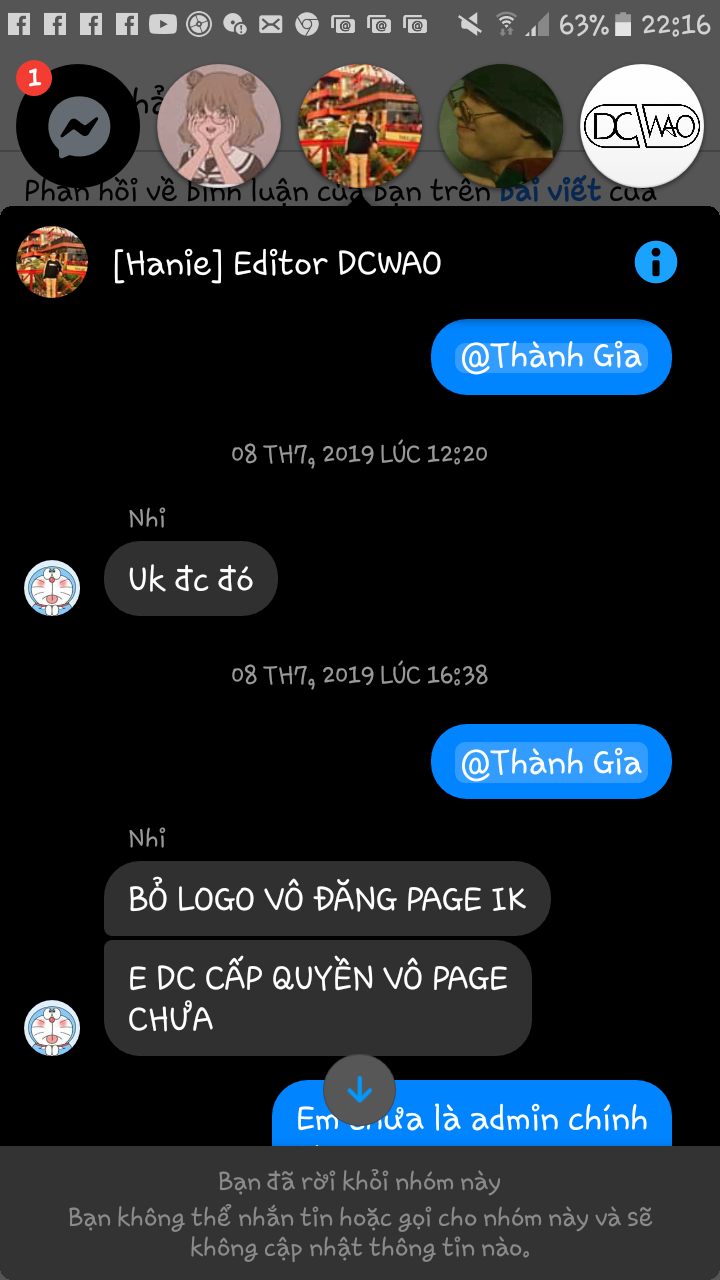 63% 22:16
1
DC WAO
Phản hồi về bình luận của bạn trên bài viết của
[Hanie] Editor DCWAO
@Thành Gia
08 TH7, 2019 LÚC 12:20
Nhi
Uk đc đó
08 TH7, 2019 LÚC 16:38
@Thành Gia
Nhi
BỎ LOGO VÔ ĐĂNG PAGE IK
E DC CẤP QUYỀN VÔ PAGE
CHƯA
Em chưa là admin chính
Bạn đã rời khỏi nhóm này
Bạn không thể nhắn tin hoặc gọi cho nhóm này và sẽ
không cập nhật thông tin nào.